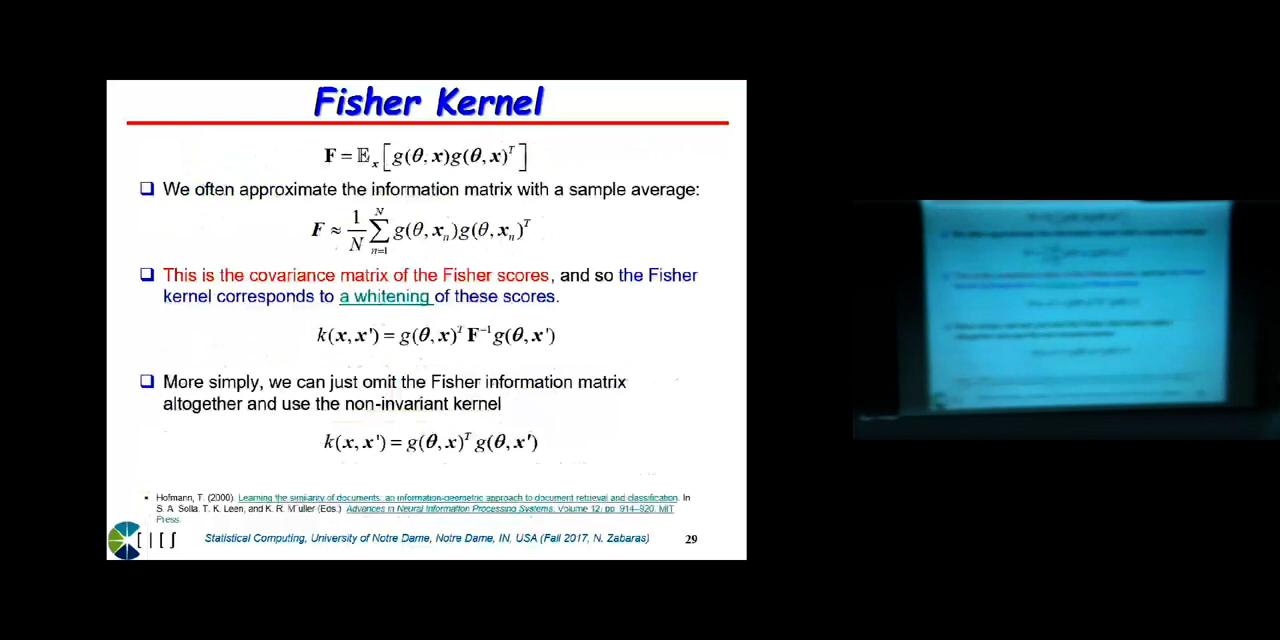 Fisher Kernel
F = 𝔼ₓ[g(θ, x)g(θ, x)ᵀ]
❑ We often approximate the information matrix with a sample average:
F ≈ 1/N ∑ₙ₌₁ᴺ g(θ, xₙ)g(θ, xₙ)ᵀ
❑ This is the covariance matrix of the Fisher scores, and so the Fisher
kernel corresponds to a whitening of these scores.
k(x, x') = g(θ, x)ᵀ F⁻¹ g(θ, x')
❑ More simply, we can just omit the Fisher information matrix
altogether and use the non-invariant kernel
k(x, x') = g(θ, x)ᵀ g(θ, x')
▪ Hofmann, T. (2000). Learning the similarity of documents: an information-geometric approach to document retrieval and classification. In
S. A. Solla, T. K. Leen, and K. R. M̈uller (Eds.), Advances in Neural Information Processing Systems, Volume 12, pp. 914–920. MIT
Press.
Statistical Computing, University of Notre Dame, Notre Dame, IN, USA (Fall 2017, N. Zabaras)
29